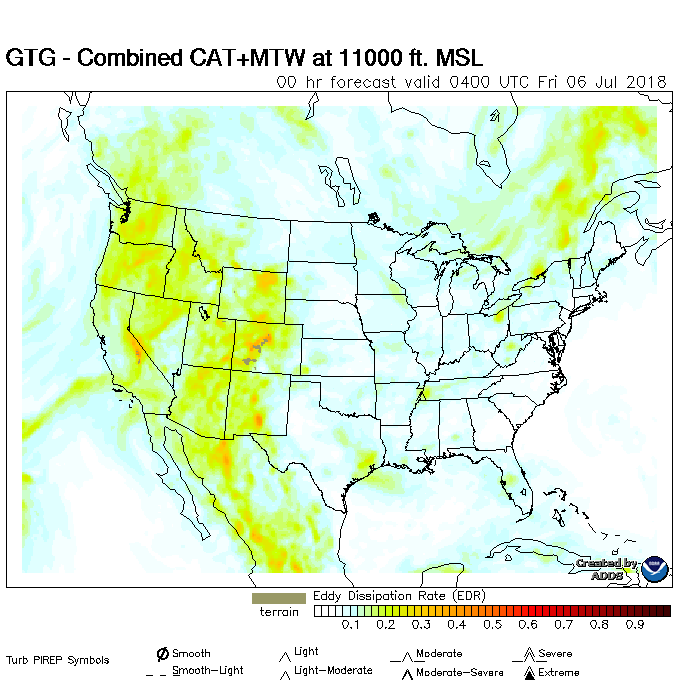 GTG - Combined CAT+MTW at 11000 ft. MSL
00 hr forecast valid 0400 UTC Fri 06 Jul 2018
Created by
ADDS
terrain
Eddy Dissipation Rate (EDR)
0.1 0.2 0.3 0.4 0.5 0.6 0.7 0.8 0.9
Turb PIREP Symbols
Smooth Light Moderate Severe
Smooth-Light Light-Moderate Moderate-Severe Extreme